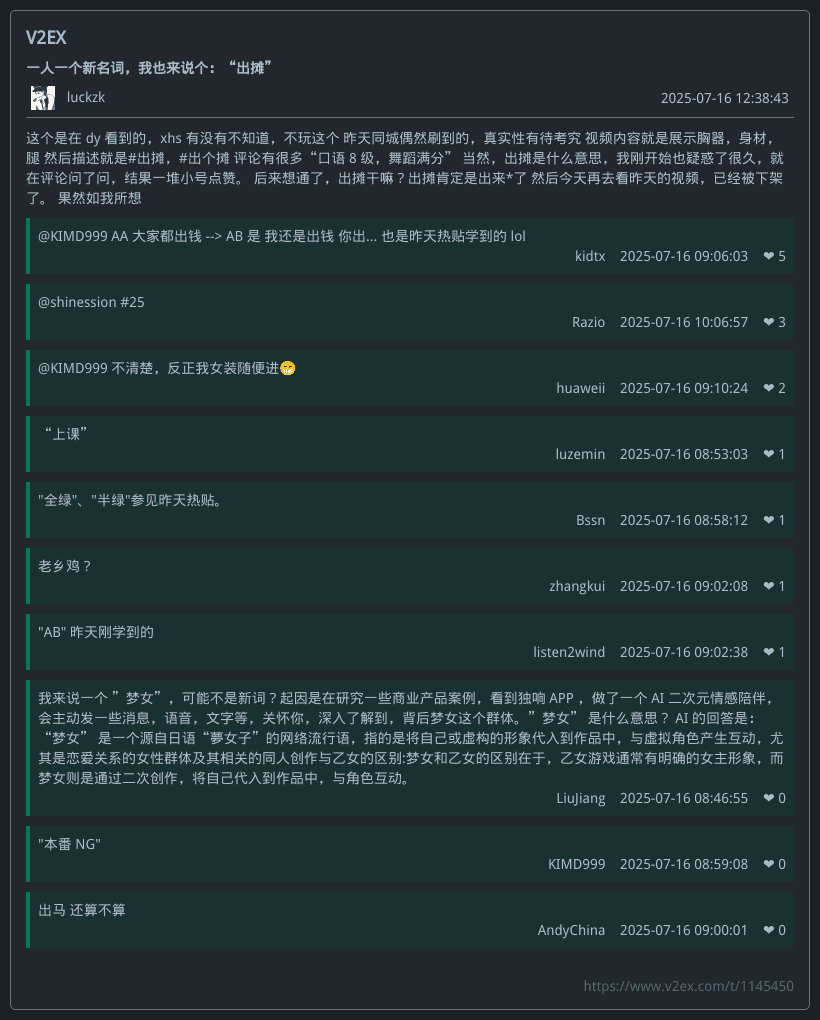 V2EX
一人一个新名词，我也来说个：“出摊”
luckzk
2025-07-16 12:38:43
这个是在 dy 看到的，xhs 有没有不知道，不玩这个 昨天同城偶然刷到的，真实性有待考究 视频内容就是展示胸器，身材，
腿 然后描述就是#出摊，#出个摊 评论有很多“口语 8 级，舞蹈满分” 当然，出摊是什么意思，我刚开始也疑惑了很久，就
在评论问了问，结果一堆小号点赞。 后来想通了，出摊干嘛？出摊肯定是出来*了 然后今天再去看昨天的视频，已经被下架
了。 果然如我所想
@KIMD999 AA 大家都出钱 --> AB 是 我还是出钱 你出... 也是昨天热贴学到的 lol
kidtx 2025-07-16 09:06:03 ❤ 5
@shinession #25
Razio 2025-07-16 10:06:57 ❤ 3
@KIMD999 不清楚，反正我女装随便进😁
huaweii 2025-07-16 09:10:24 ❤ 2
“上课”
luzemin 2025-07-16 08:53:03 ❤ 1
"全绿"、"半绿"参见昨天热贴。
Bssn 2025-07-16 08:58:12 ❤ 1
老乡鸡？
zhangkui 2025-07-16 09:02:08 ❤ 1
"AB" 昨天刚学到的
listen2wind 2025-07-16 09:02:38 ❤ 1
我来说一个 ”梦女”，可能不是新词？起因是在研究一些商业产品案例，看到独响 APP ，做了一个 AI 二次元情感陪伴，
会主动发一些消息，语音，文字等，关怀你，深入了解到，背后梦女这个群体。”梦女” 是什么意思？ AI 的回答是：
“梦女” 是一个源自日语“夢女子”的网络流行语，指的是将自己或虚构的形象代入到作品中，与虚拟角色产生互动，尤
其是恋爱关系的女性群体及其相关的同人创作与乙女的区别:梦女和乙女的区别在于，乙女游戏通常有明确的女主形象，而
梦女则是通过二次创作，将自己代入到作品中，与角色互动。
LiuJiang 2025-07-16 08:46:55 ❤ 0
"本番 NG"
KIMD999 2025-07-16 08:59:08 ❤ 0
出马 还算不算
AndyChina 2025-07-16 09:00:01 ❤ 0
https://www.v2ex.com/t/1145450